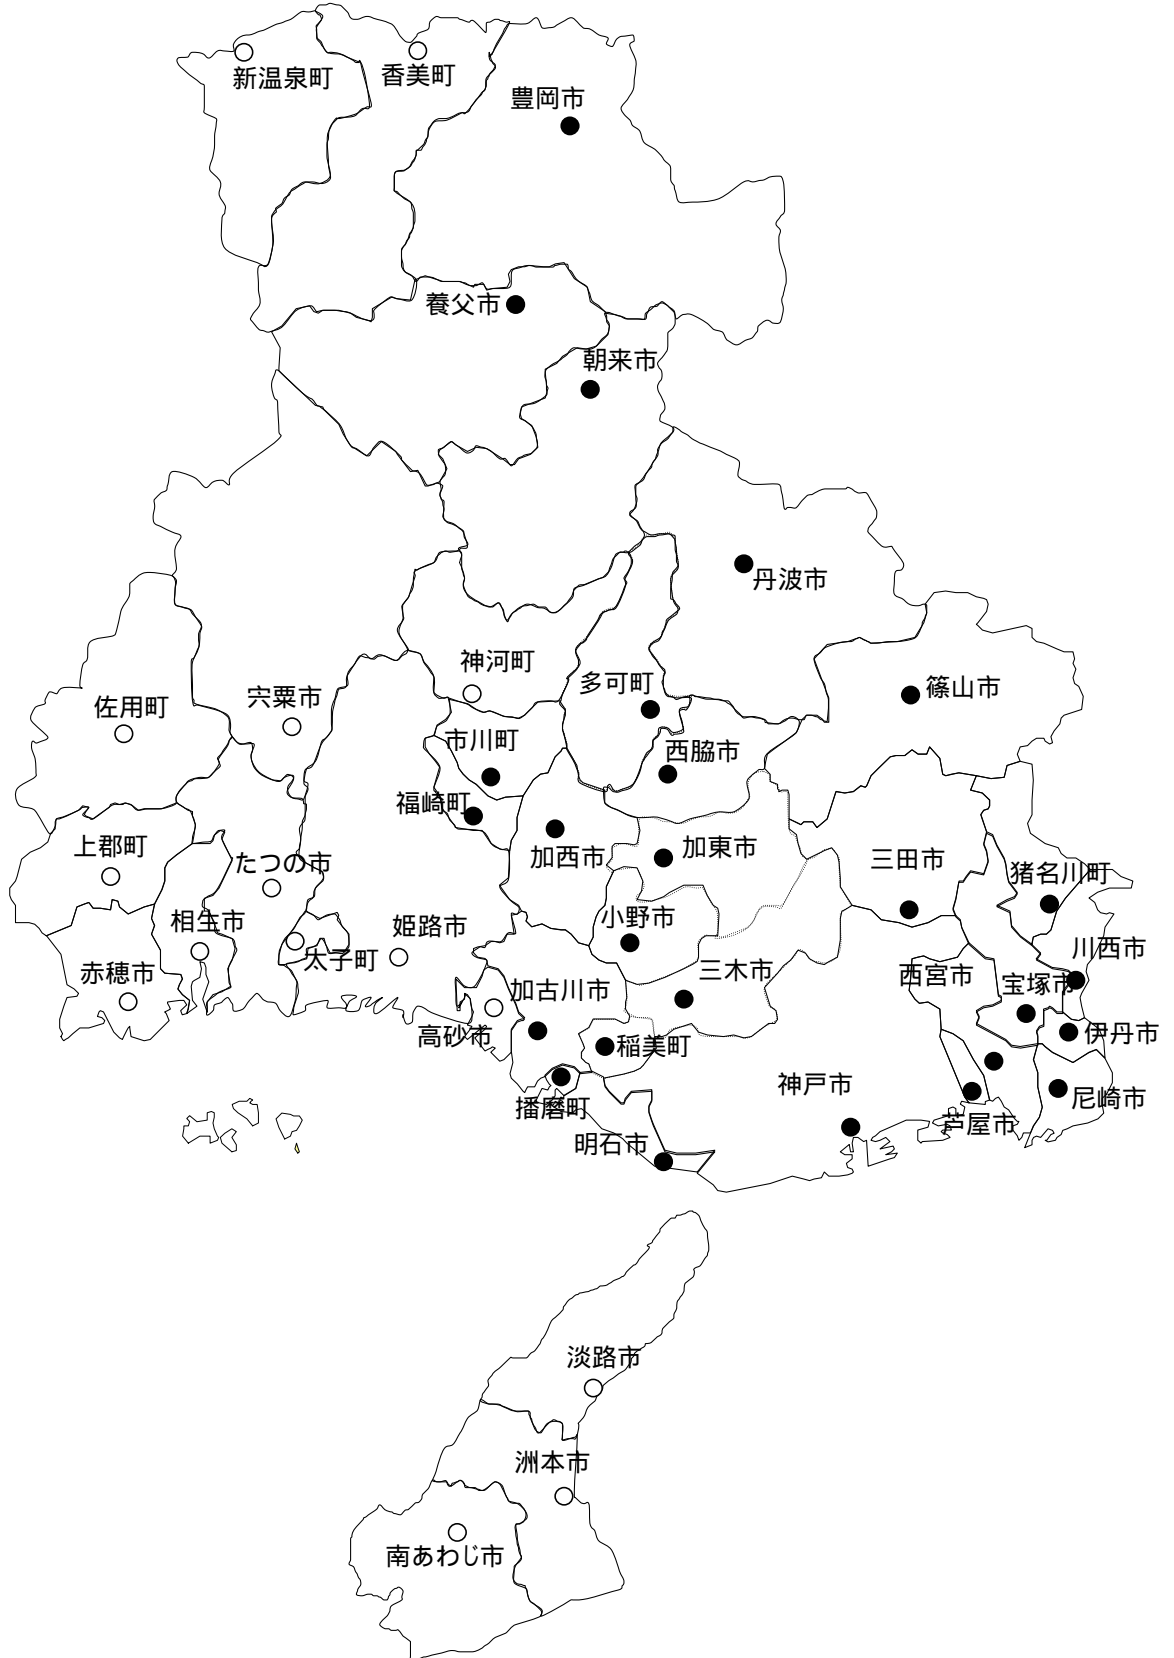 新温泉町
香美町
豊岡市
養父市
朝来市
丹波市
神河町
多可町
篠山市
宍粟市
佐用町
市川町
西脇市
福崎町
上郡町
加西市
加東市
三田市
たつの市
猪名川町
相生市
姫路市
小野市
川西市
太子町
赤穂市
三木市
西宮市
宝塚市
加古川市
高砂市
稲美町
伊丹市
神戸市
尼崎市
播磨町
芦屋市
明石市
淡路市
洲本市
南あわじ市